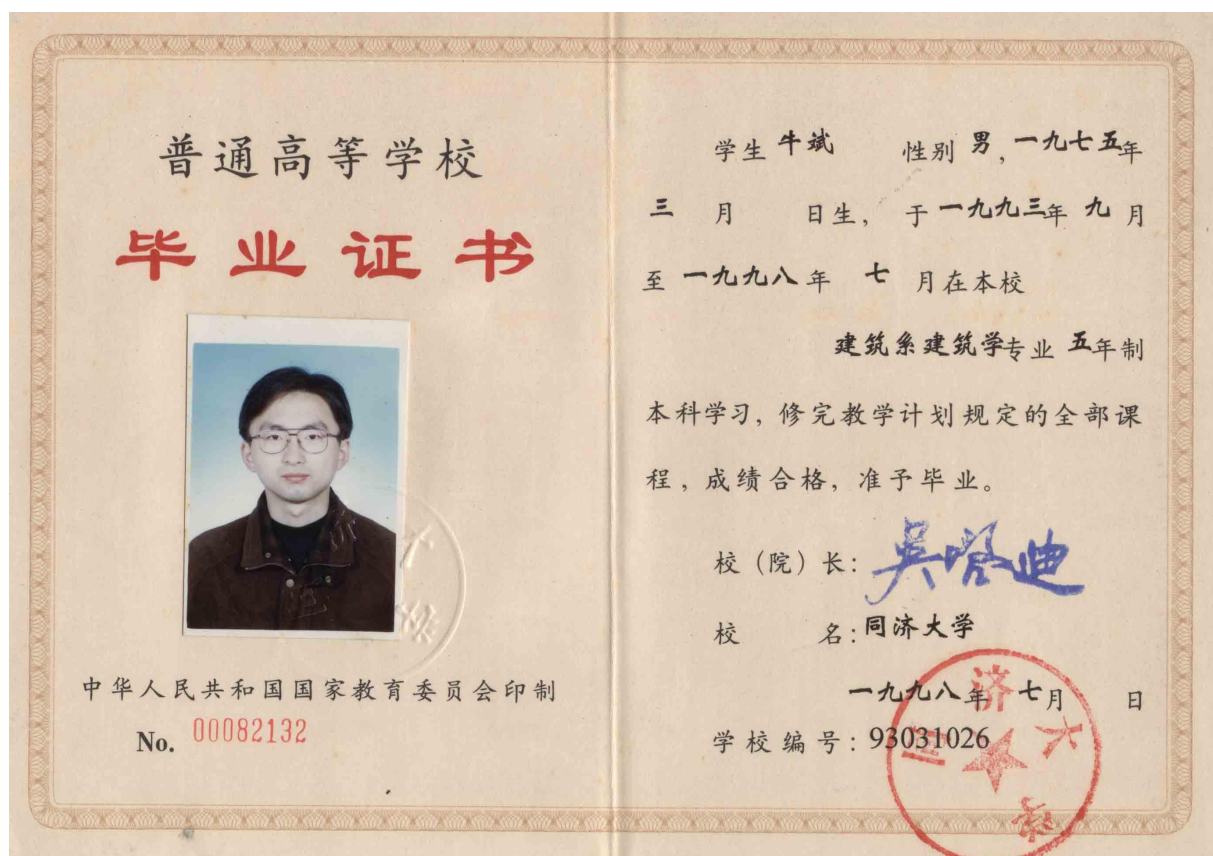 普通高等学校
毕业证书
中华人民共和国国家教育委员会印制
No. 00082132
学生 牛斌 性别 男, 一九七五年
三 月 日生, 于 一九九三年 九 月
至 一九九八 年 七 月在本校
建筑系建筑学专业 五年制
本科学习, 修完教学计划规定的全部课
程, 成绩合格, 准予毕业。
校(院)长: 吴启迪
校 名: 同济大学
一九九八年 七月 日
学校编号: 93031026
同济大学